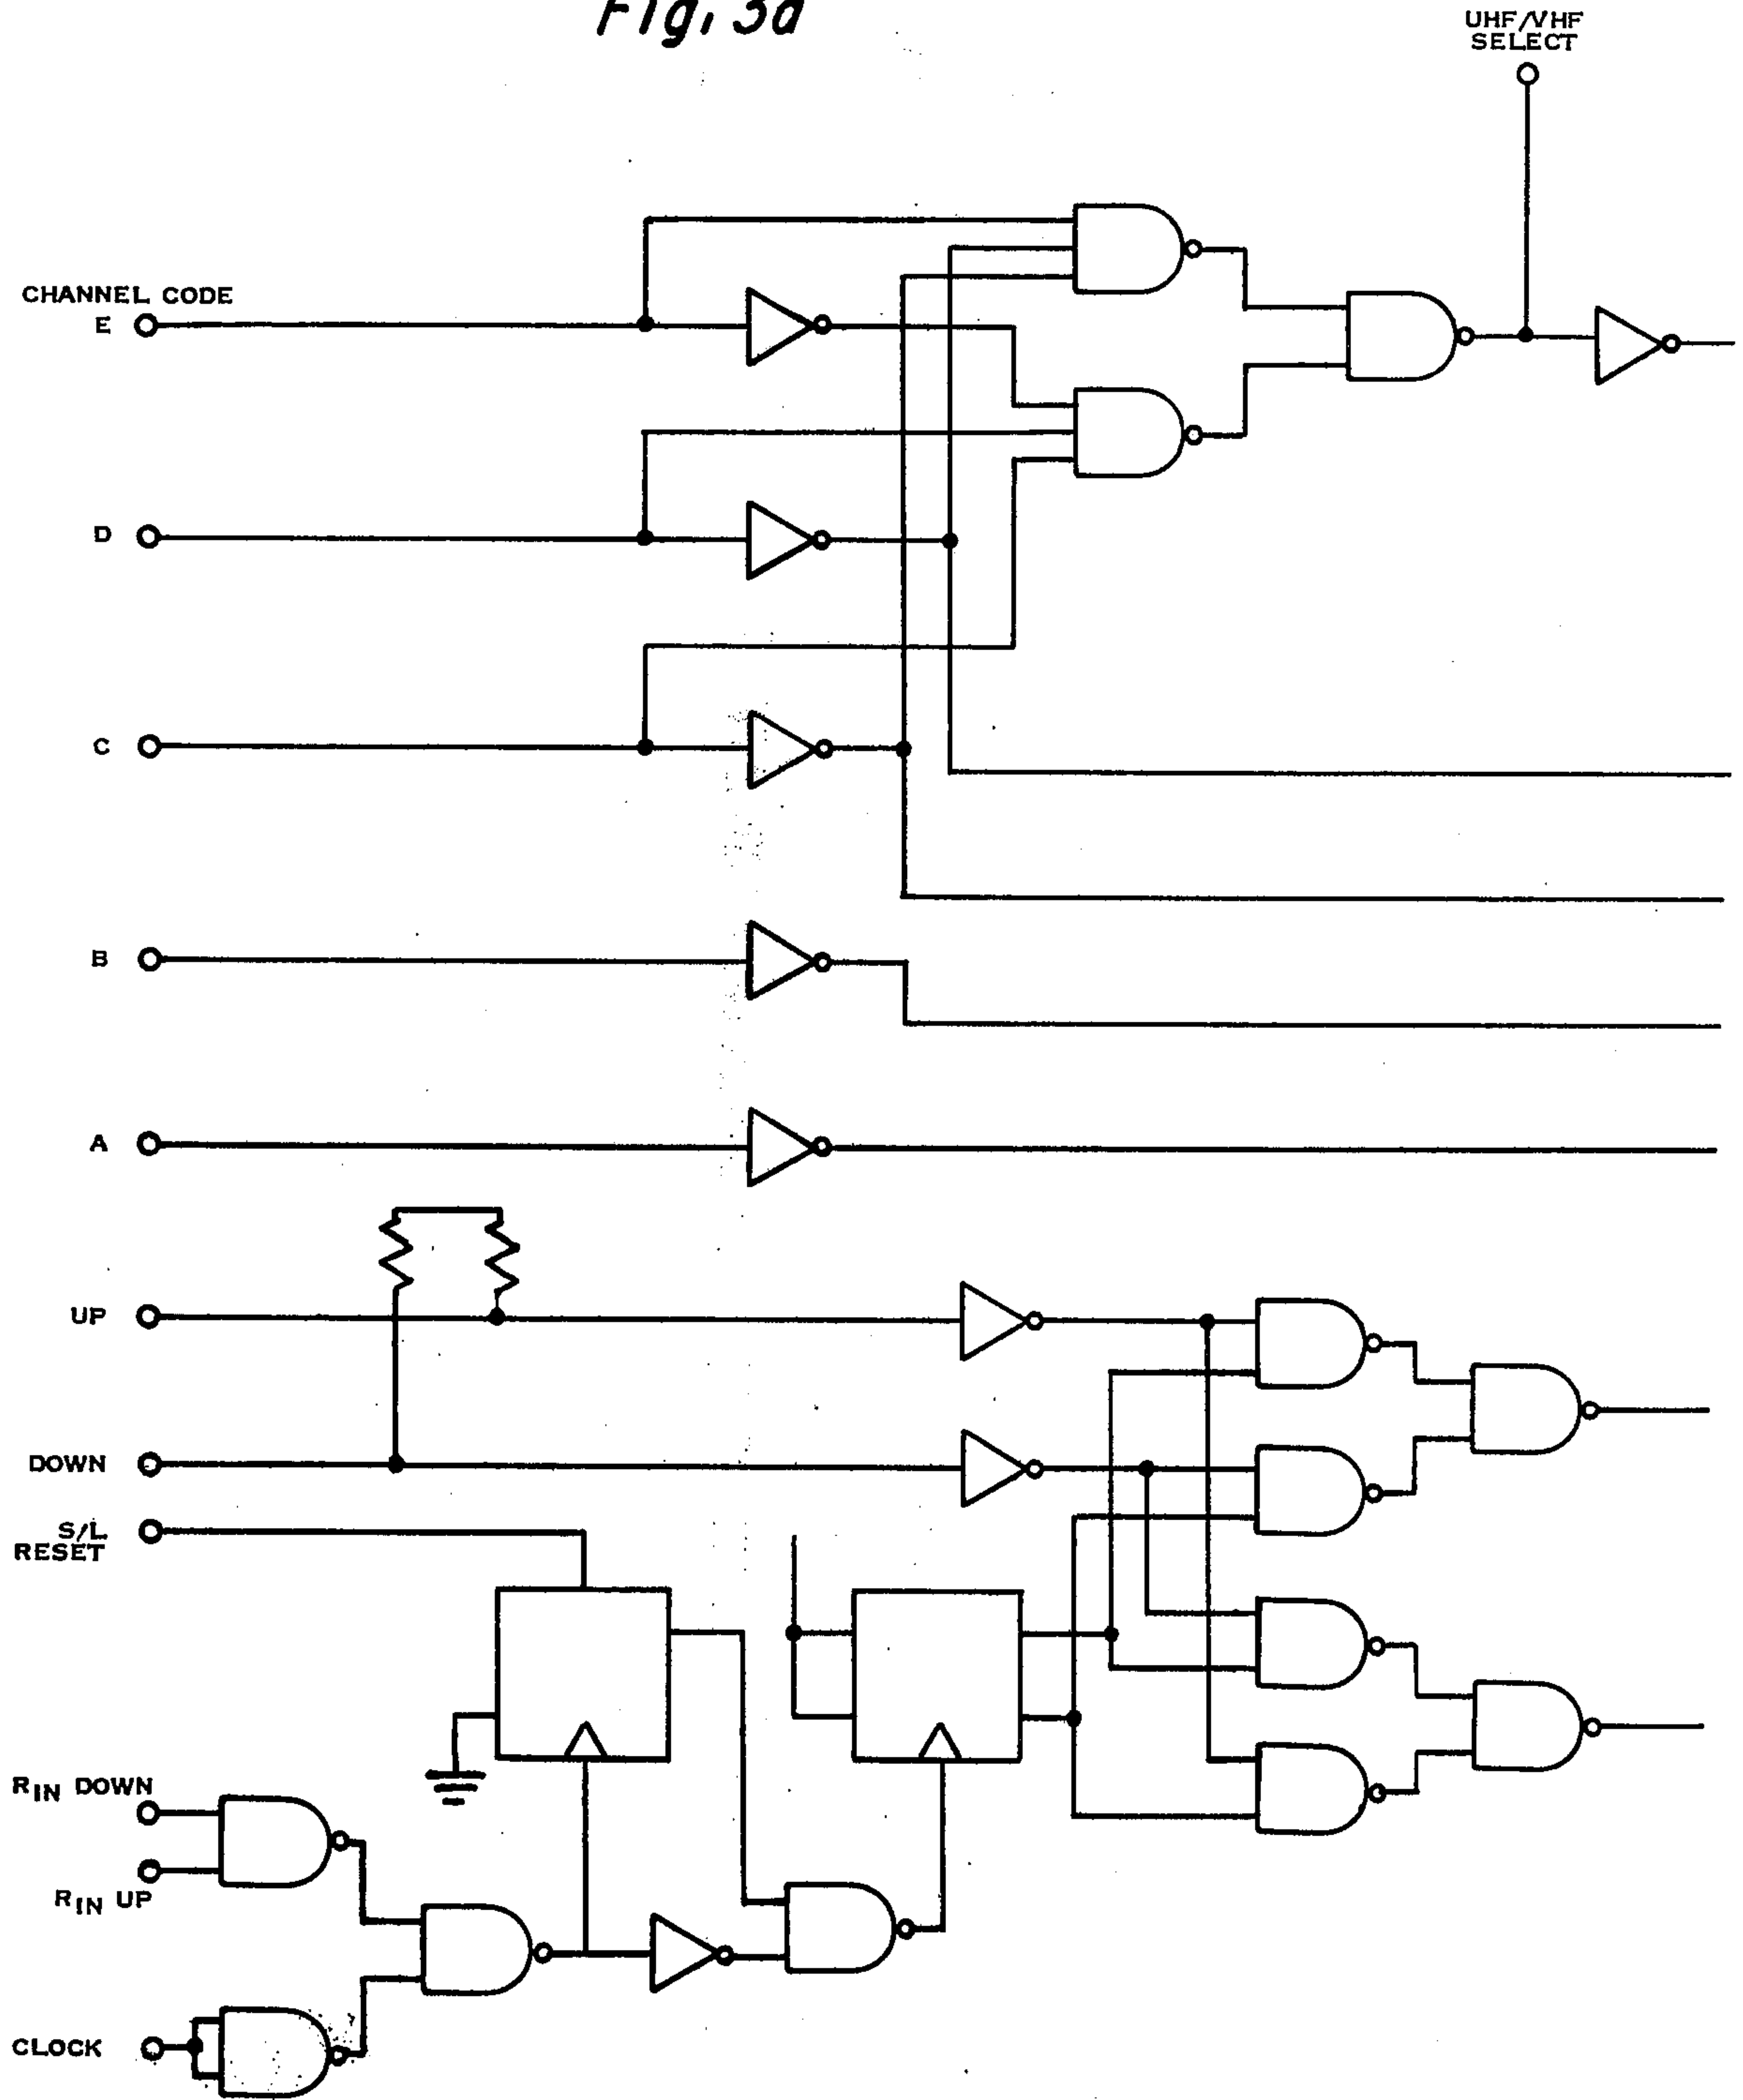 Fig. 3a
UHF/VHF
SELECT
CHANNEL CODE
E
D
C
B
A
UP
DOWN
S/L
RESET
RIN DOWN
RIN UP
CLOCK